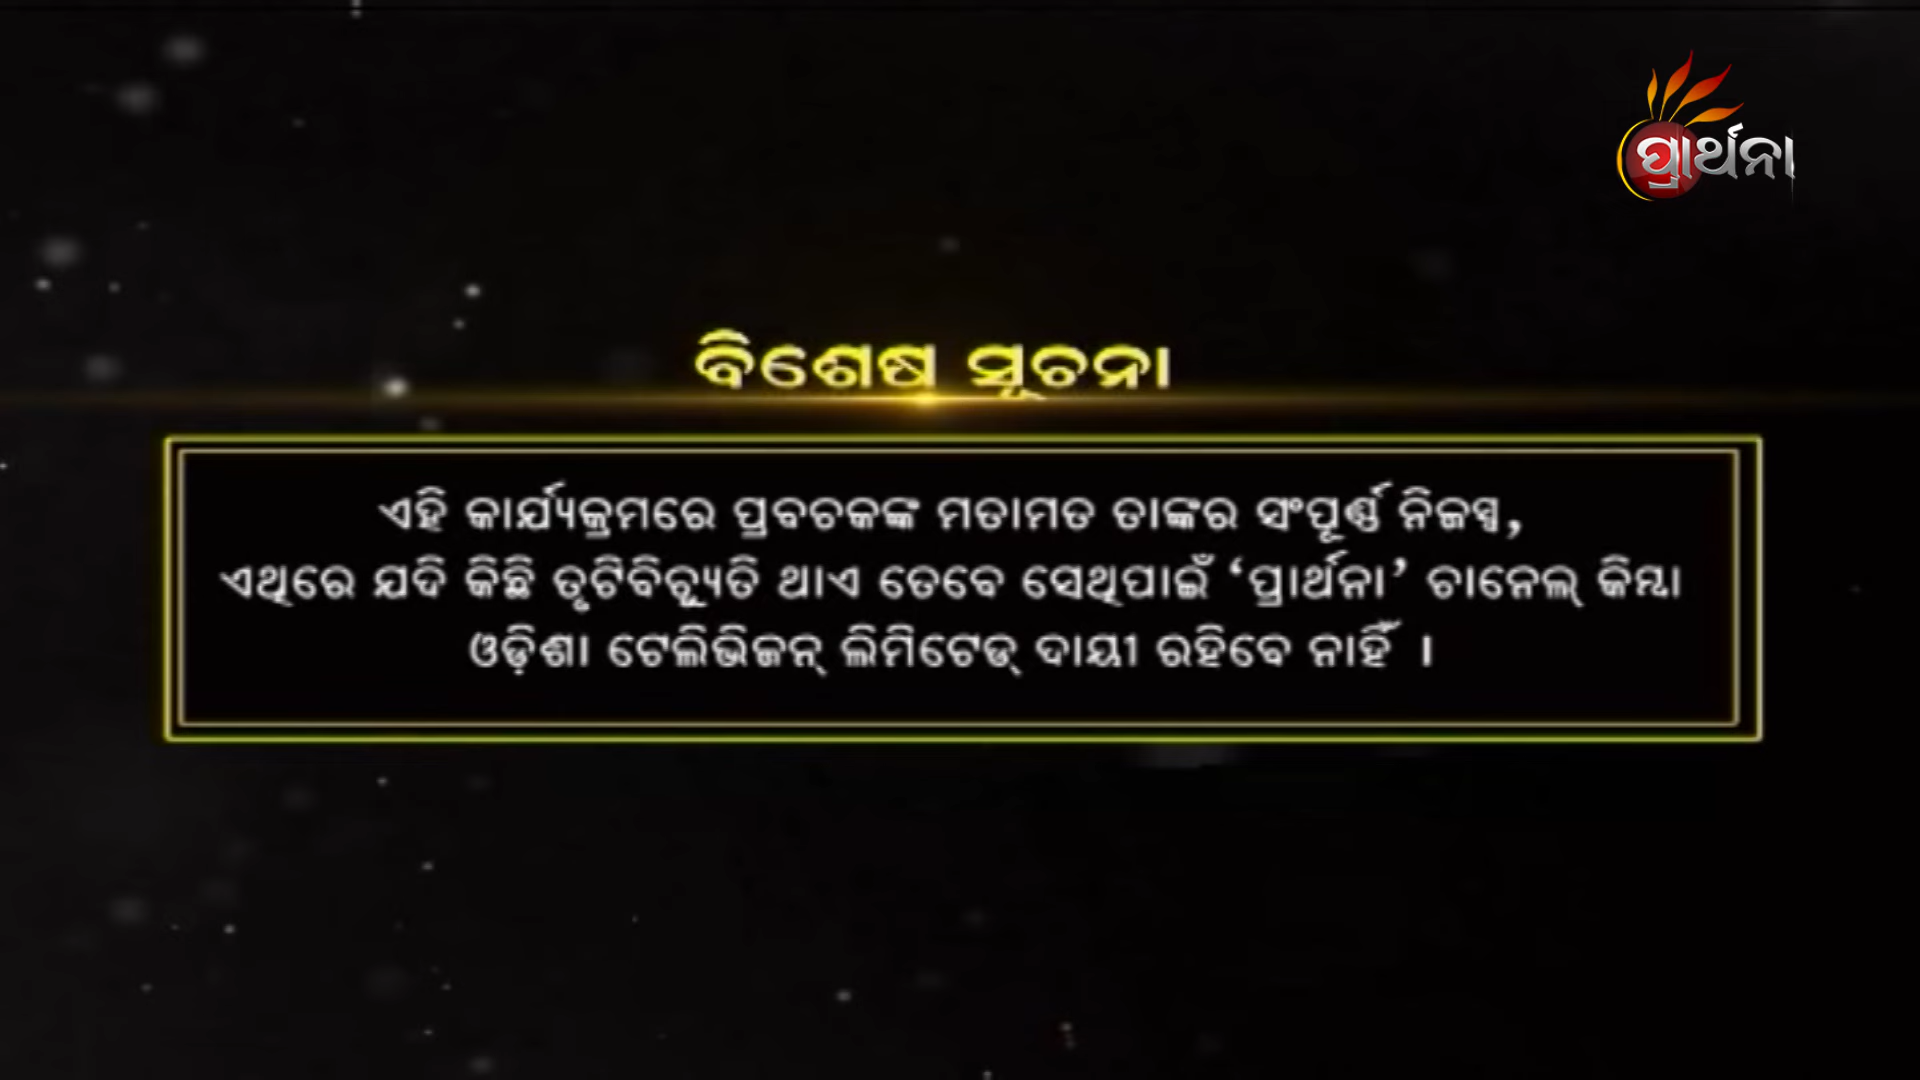 ପ୍ରାର୍ଥନା
ବିଶେଷ ସୂଚନା
ଏହି କାର୍ଯ୍ୟକ୍ରମରେ ପ୍ରବଚକଙ୍କ ମତାମତ ତାଙ୍କର ସଂପୂର୍ଣ୍ଣ ନିଜସ୍ୱ,
ଏଥିରେ ଯଦି କିଛି ତୃଟିବିଚ୍ୟୁତି ଥାଏ ତେବେ ସେଥିପାଇଁ ‘ପ୍ରାର୍ଥନା’ ଚାନେଲ୍ କିମ୍ୱା
ଓଡ଼ିଶା ଟେଲିଭିଜନ୍ ଲିମିଟେଡ୍ ଦାୟୀ ରହିବେ ନାହିଁ ।